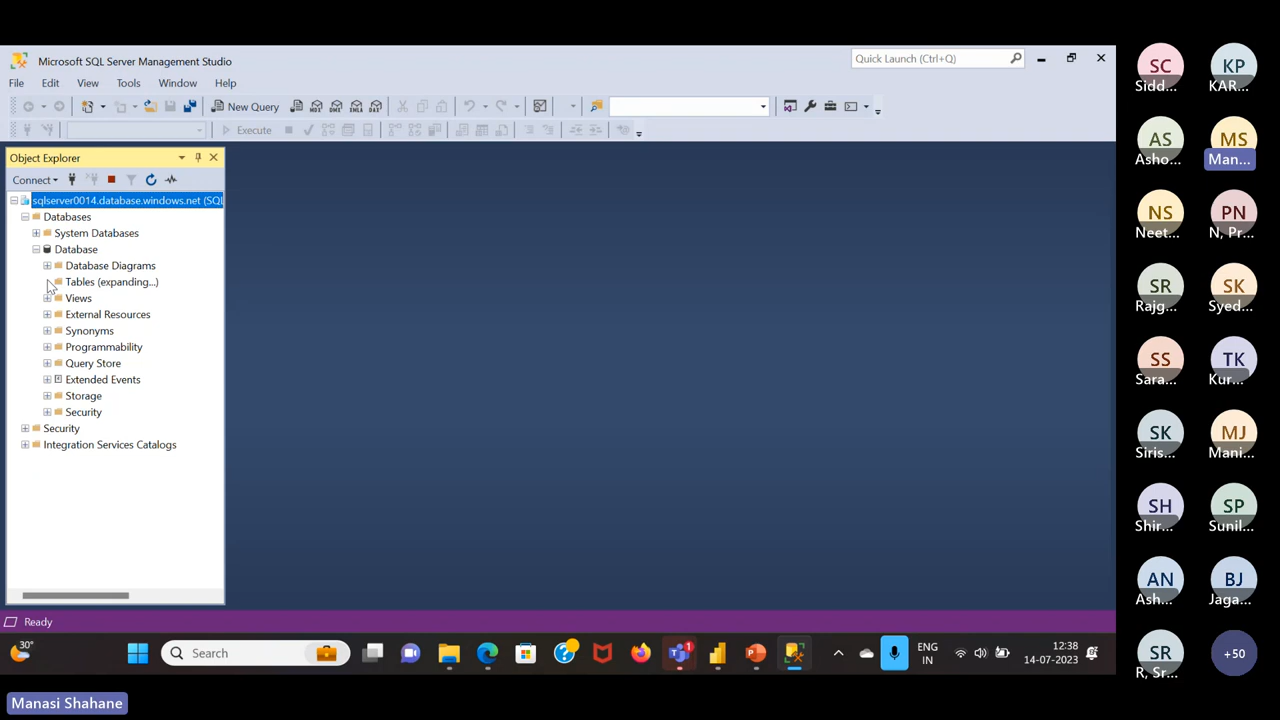 Microsoft SQL Server Management Studio
Quick Launch (Ctrl+Q)
File Edit View Tools Window Help
New Query
MDX DMX XMLA DAX
Execute
Object Explorer
Connect
sqlserver0014.database.windows.net (SQL
Databases
System Databases
Database
Database Diagrams
Tables (expanding...)
Views
External Resources
Synonyms
Programmability
Query Store
Extended Events
Storage
Security
Security
Integration Services Catalogs
Ready
30°
Search
1
ENG
IN
12:38
14-07-2023
Manasi Shahane
SC
Sidd...
KP
KAR...
AS
Asho...
MS
Man...
NS
Neet...
PN
N, Pr...
SR
Rajg...
SK
Syed...
SS
Sara...
TK
Kur...
SK
Siris...
MJ
Mani...
SH
Shir...
SP
Sunil...
AN
Ash...
BJ
Jaga...
SR
R, Sr...
+50